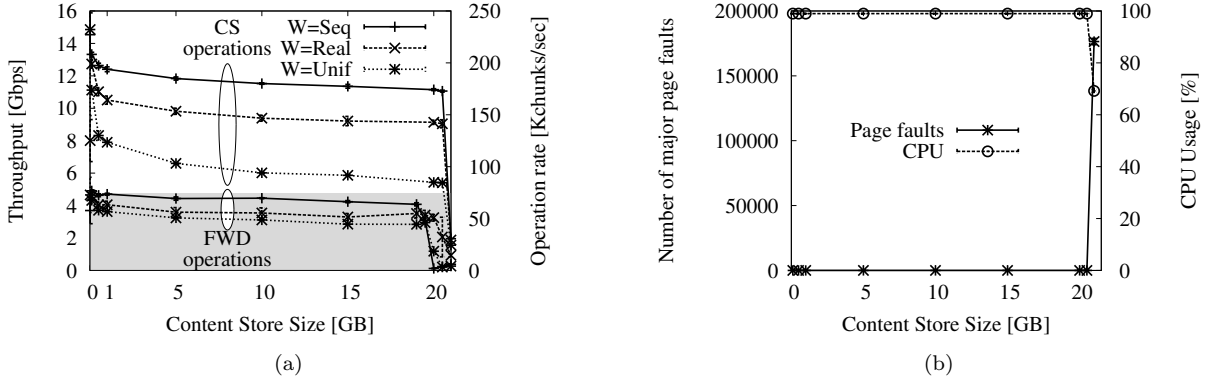 16
14
12
10
8
6
4
2
0
Throughput [Gbps]
250
200
150
100
50
0
Operation rate [Kchunks/sec]
CS
operations
W=Seq
W=Real
W=Unif
FWD
operations
0 1 5 10 15 20
Content Store Size [GB]
(a)
200000
150000
100000
50000
0
Number of major page faults
100
80
60
40
20
0
CPU Usage [%]
Page faults
CPU
0 5 10 15 20
Content Store Size [GB]
(b)